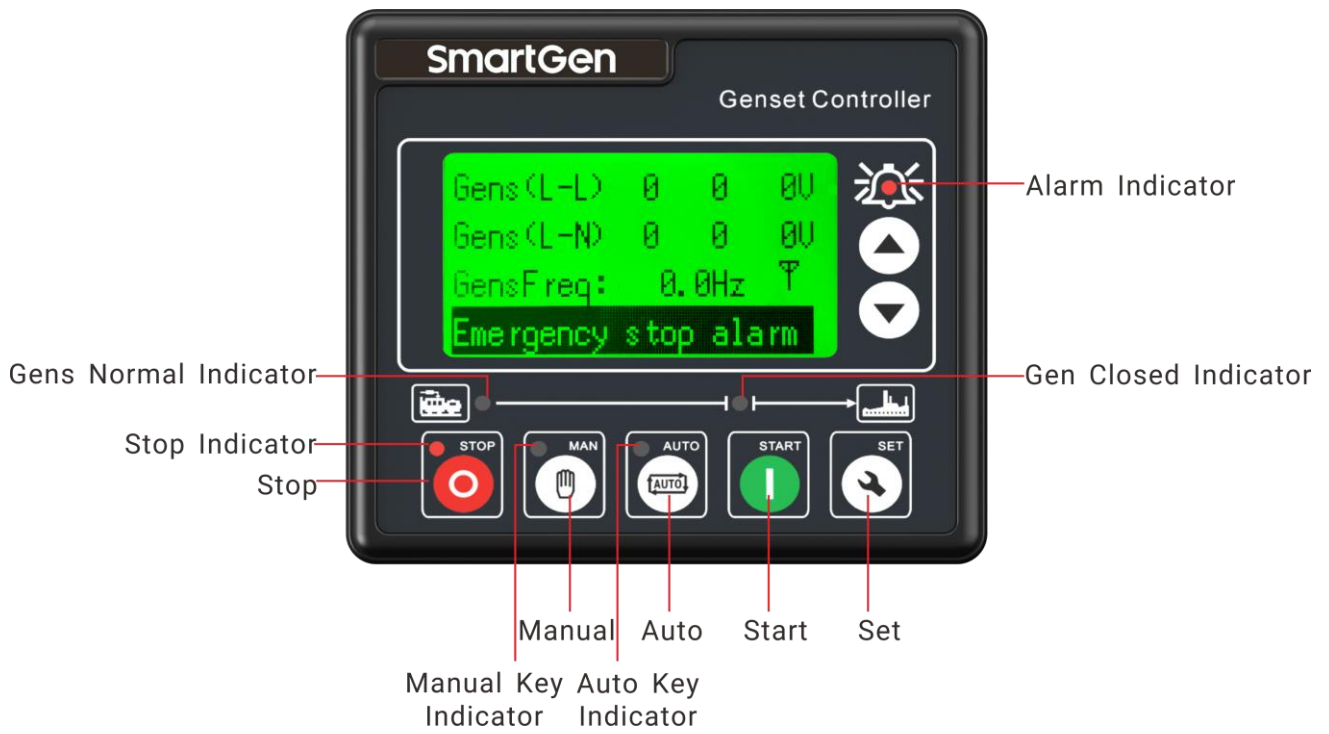 SmartGen
Genset Controller
Gens(L-L) 0 0 0V
Gens(L-N) 0 0 0V
GensFreq: 0.0Hz
Emergency stop alarm
Alarm Indicator
Gens Normal Indicator
Gen Closed Indicator
Stop Indicator
STOP
MAN
AUTO
START
SET
Stop
AUTO
Manual
Auto
Start
Set
Manual Key
Indicator
Auto Key
Indicator